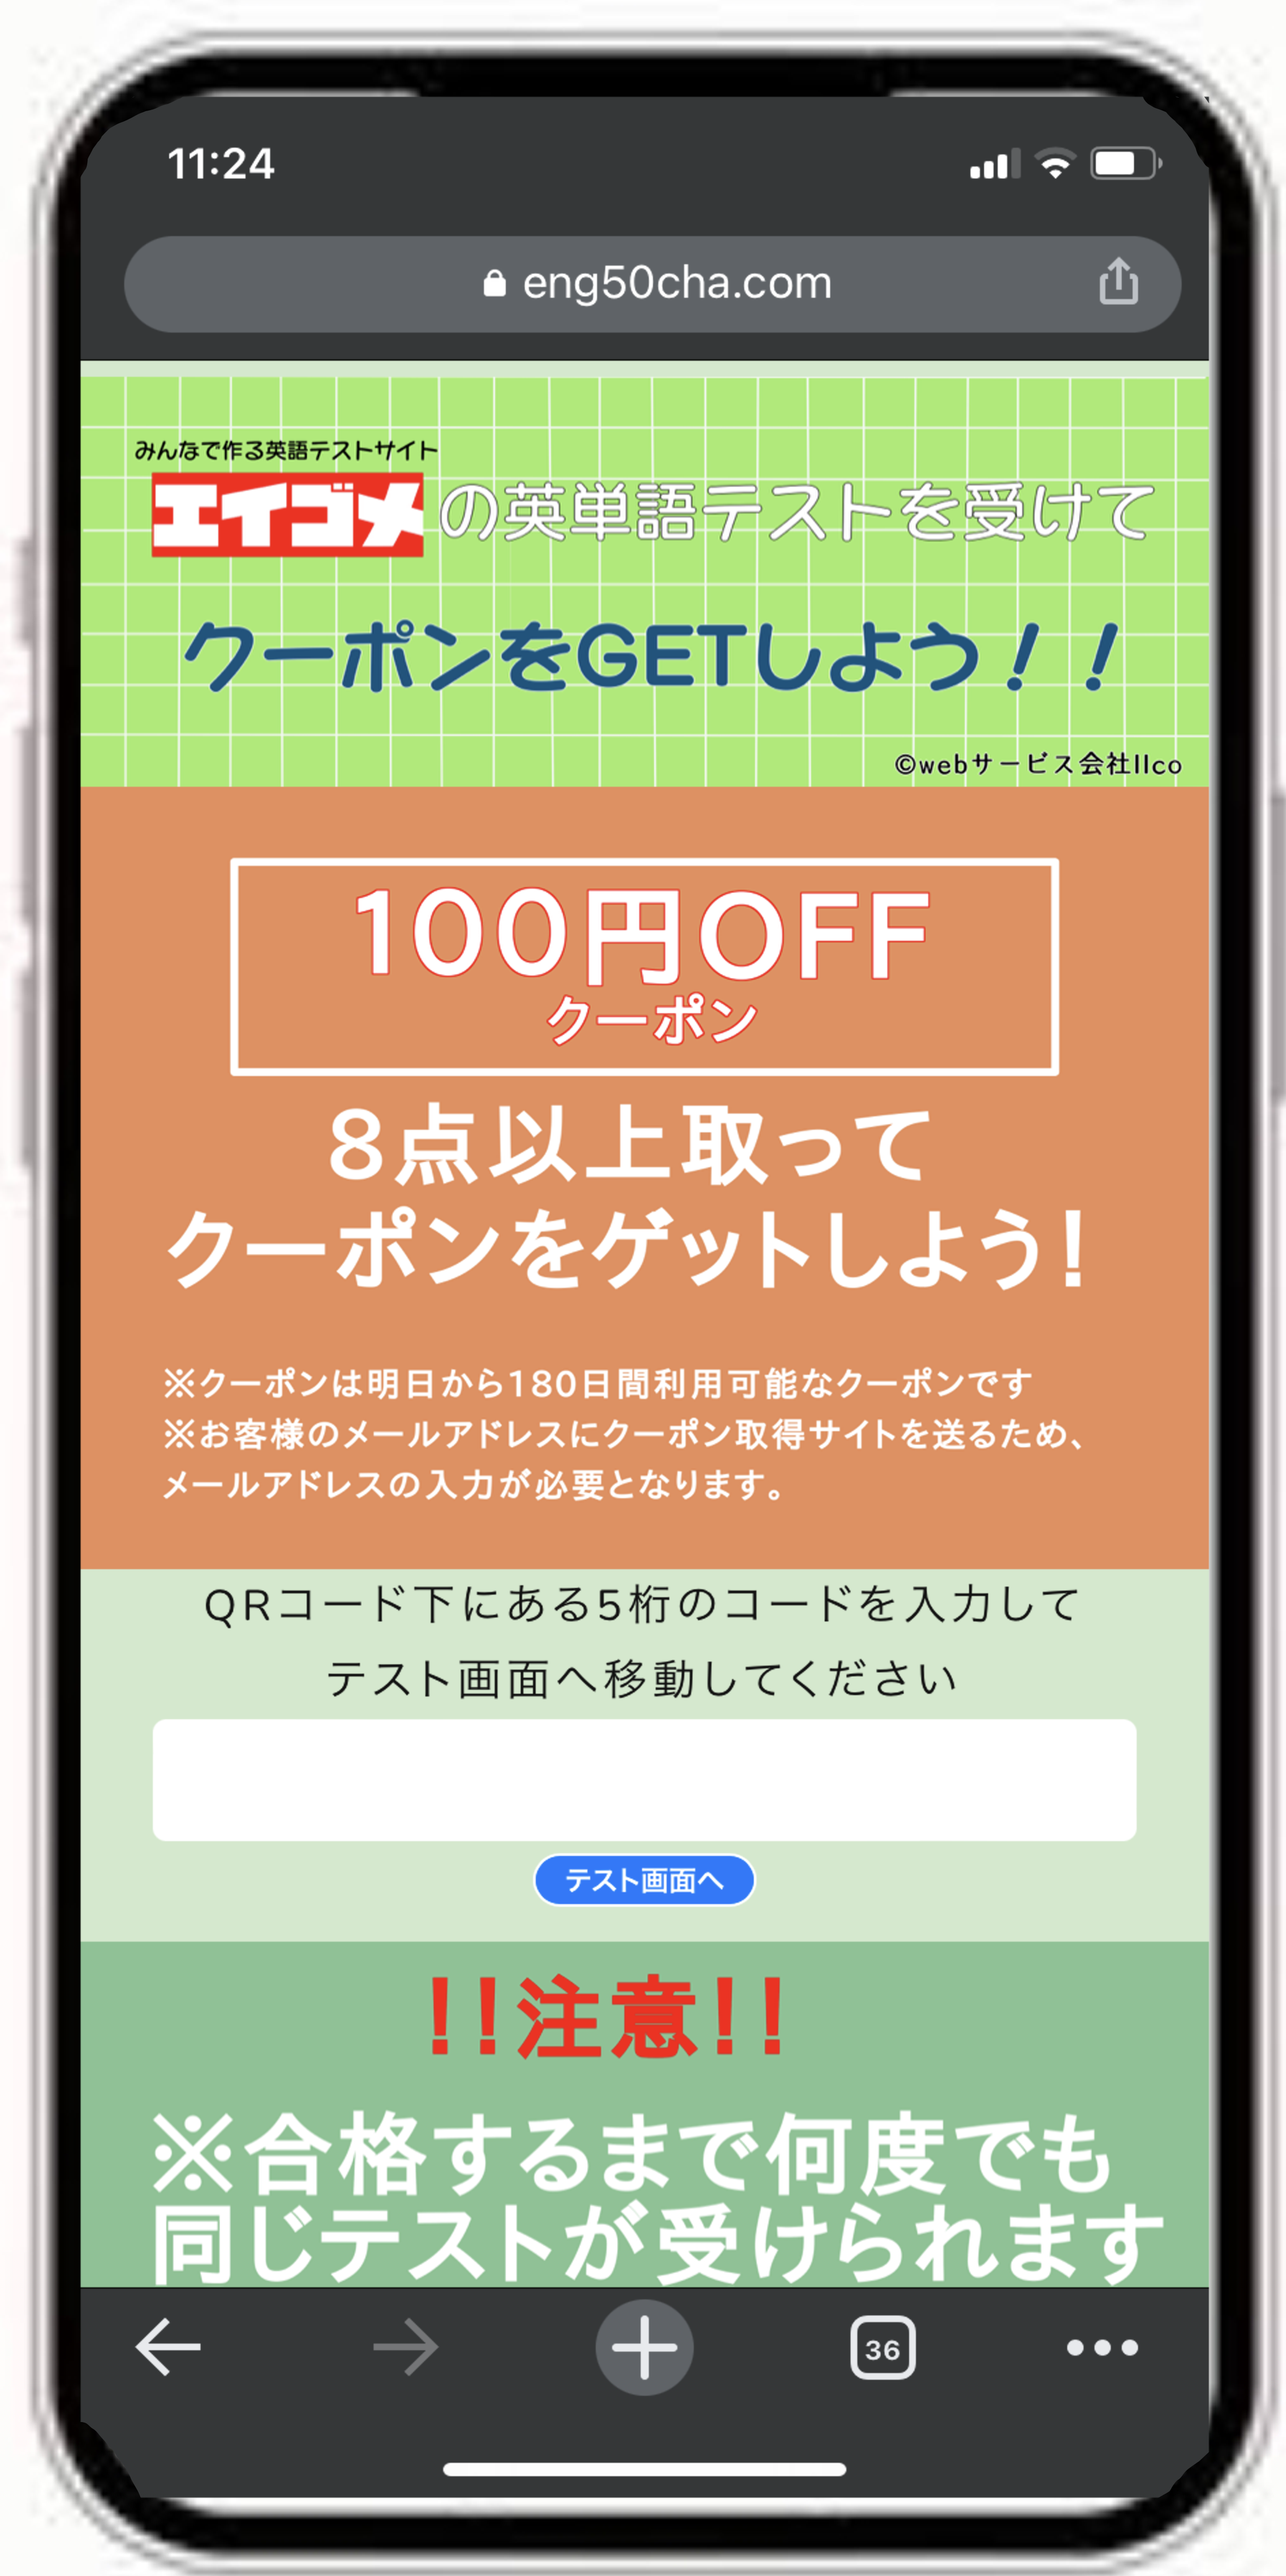 11:24
eng50cha.com
みんなで作る英語テストサイト
エイゴメの英単語テストを受けて
クーポンをGETしよう！！
©webサービス会社IIco
100円OFF
クーポン
8点以上取って
クーポンをゲットしよう！
※クーポンは明日から180日間利用可能なクーポンです
※お客様のメールアドレスにクーポン取得サイトを送るため、
メールアドレスの入力が必要となります。
QRコード下にある5桁のコードを入力して
テスト画面へ移動してください
テスト画面へ
!!注意!!
※合格するまで何度でも
同じテストが受けられます
36